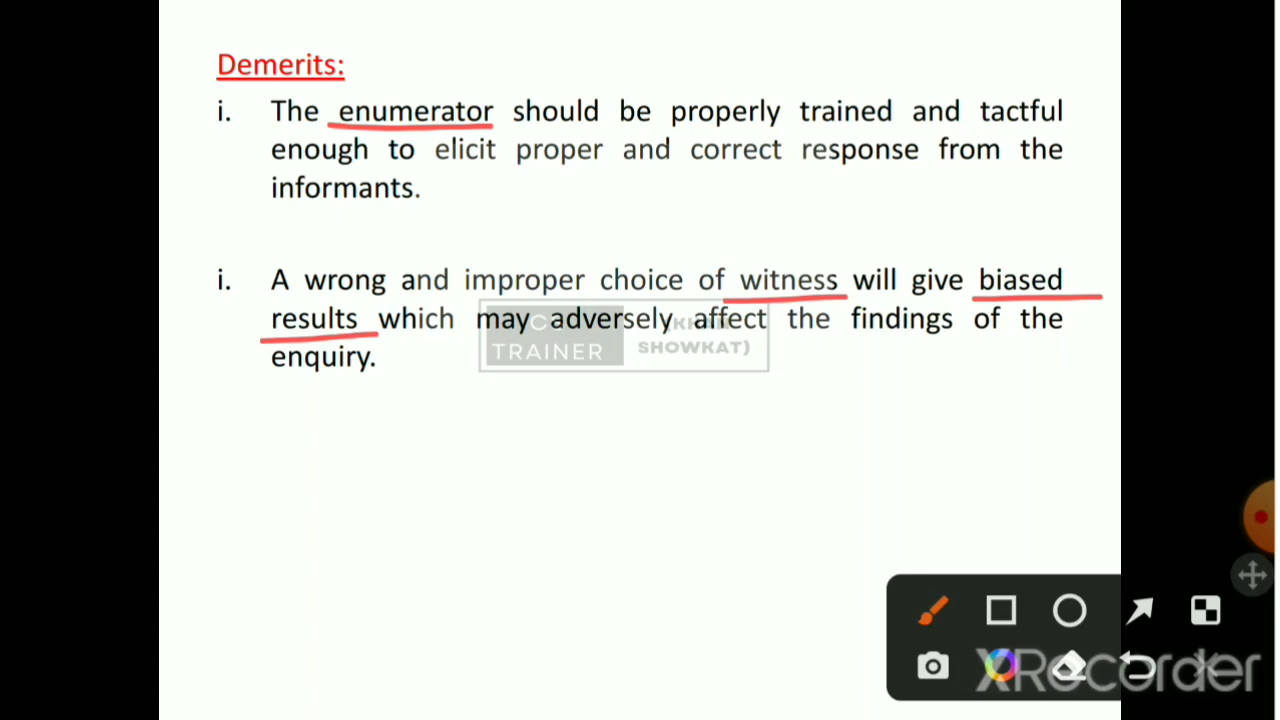 Demerits:
i. The enumerator should be properly trained and tactful
enough to elicit proper and correct response from the
informants.
i. A wrong and improper choice of witness will give biased
results which may adversely affect the findings of the
enquiry.
TRAINER
(KHAN
SHOWKAT)
XRecorder